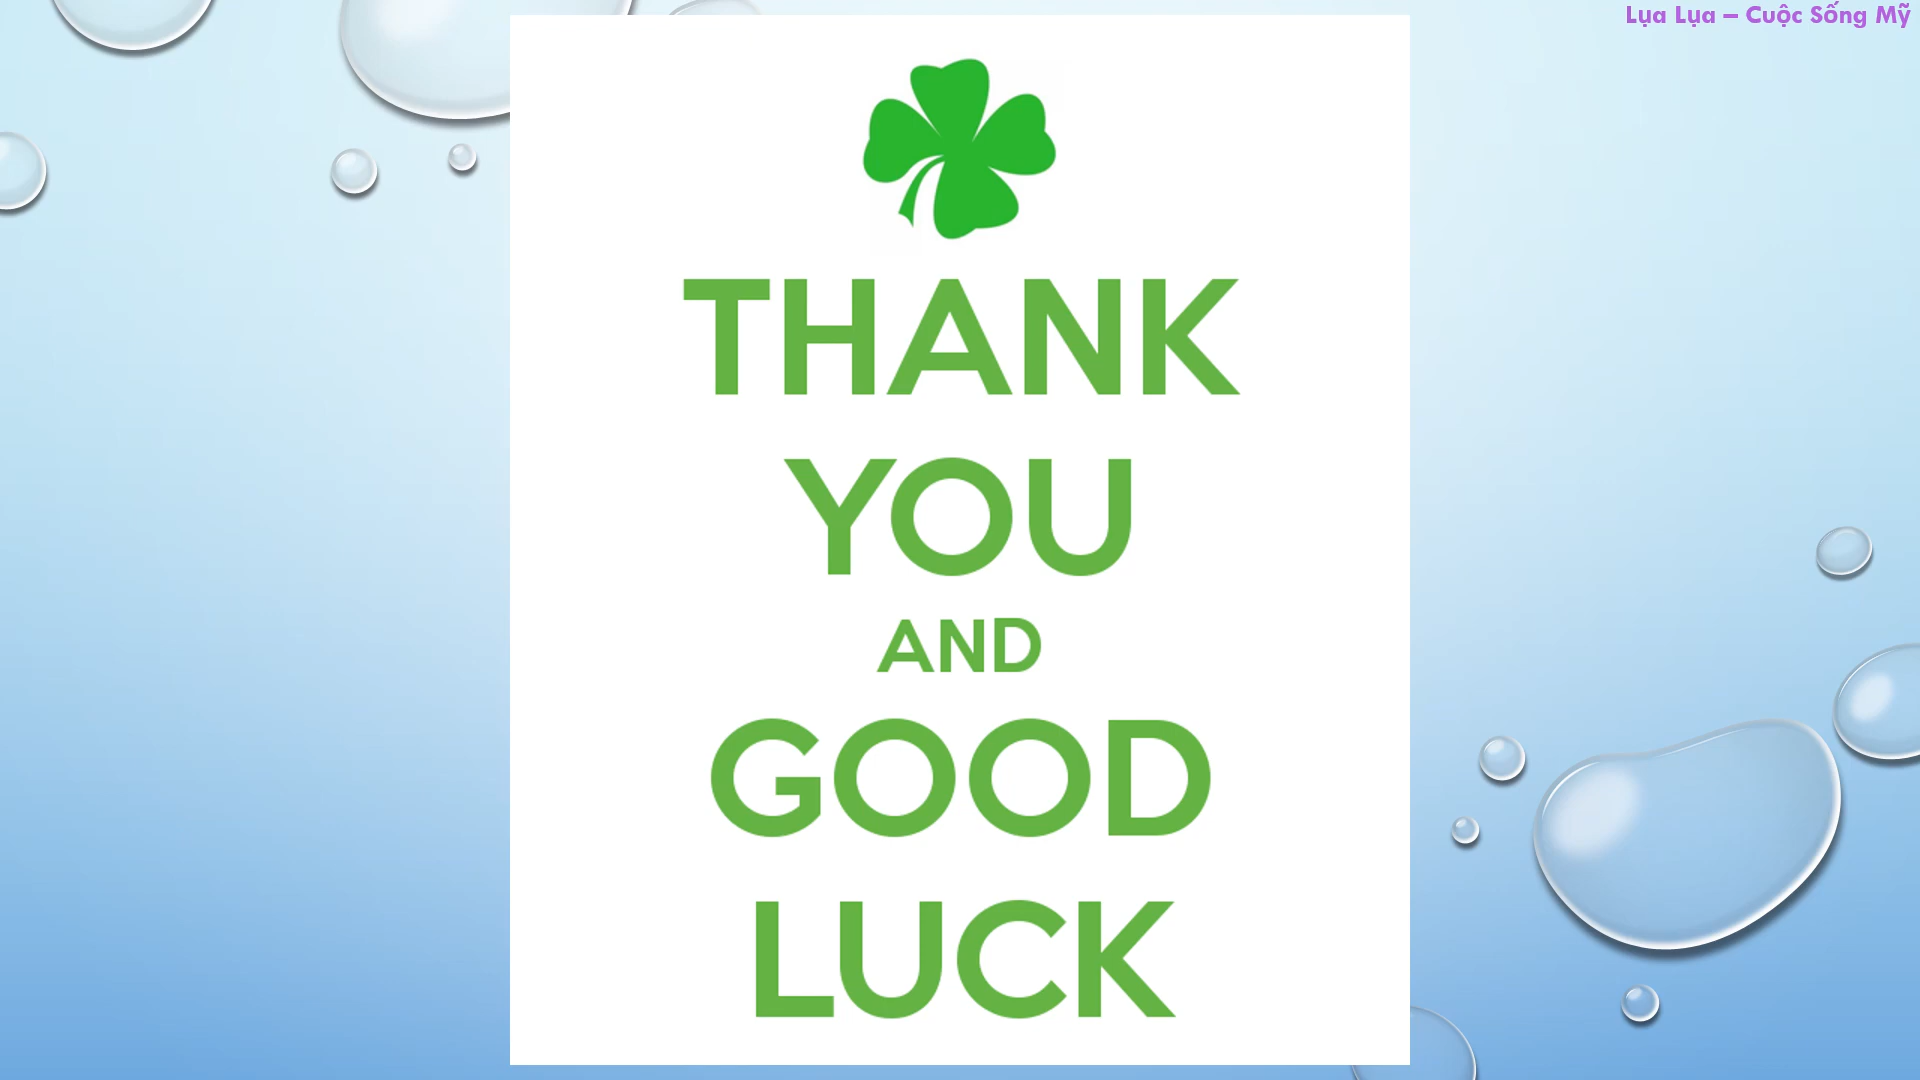 Lụa Lụa – Cuộc Sống Mỹ
THANK
YOU
AND
GOOD
LUCK